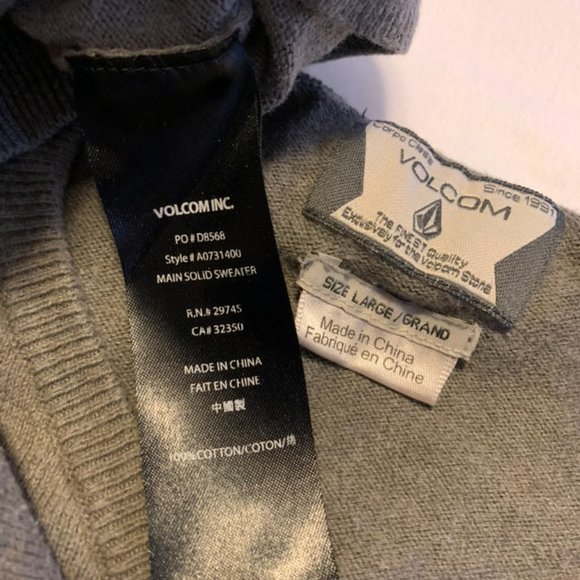 VOLCOM INC.
PO # D8568
Style # A0731400
MAIN SOLID SWEATER
R.N.# 29745
CA# 32350
MADE IN CHINA
FAIT EN CHINE
中國製
100% COTTON/COTON/綿
Corpo Class
Since 1991
VOLCOM
The FINEST Quality
Exclusively for the Volcom Stone
SIZE LARGE/GRAND
Made in China
Fabriqué en Chine